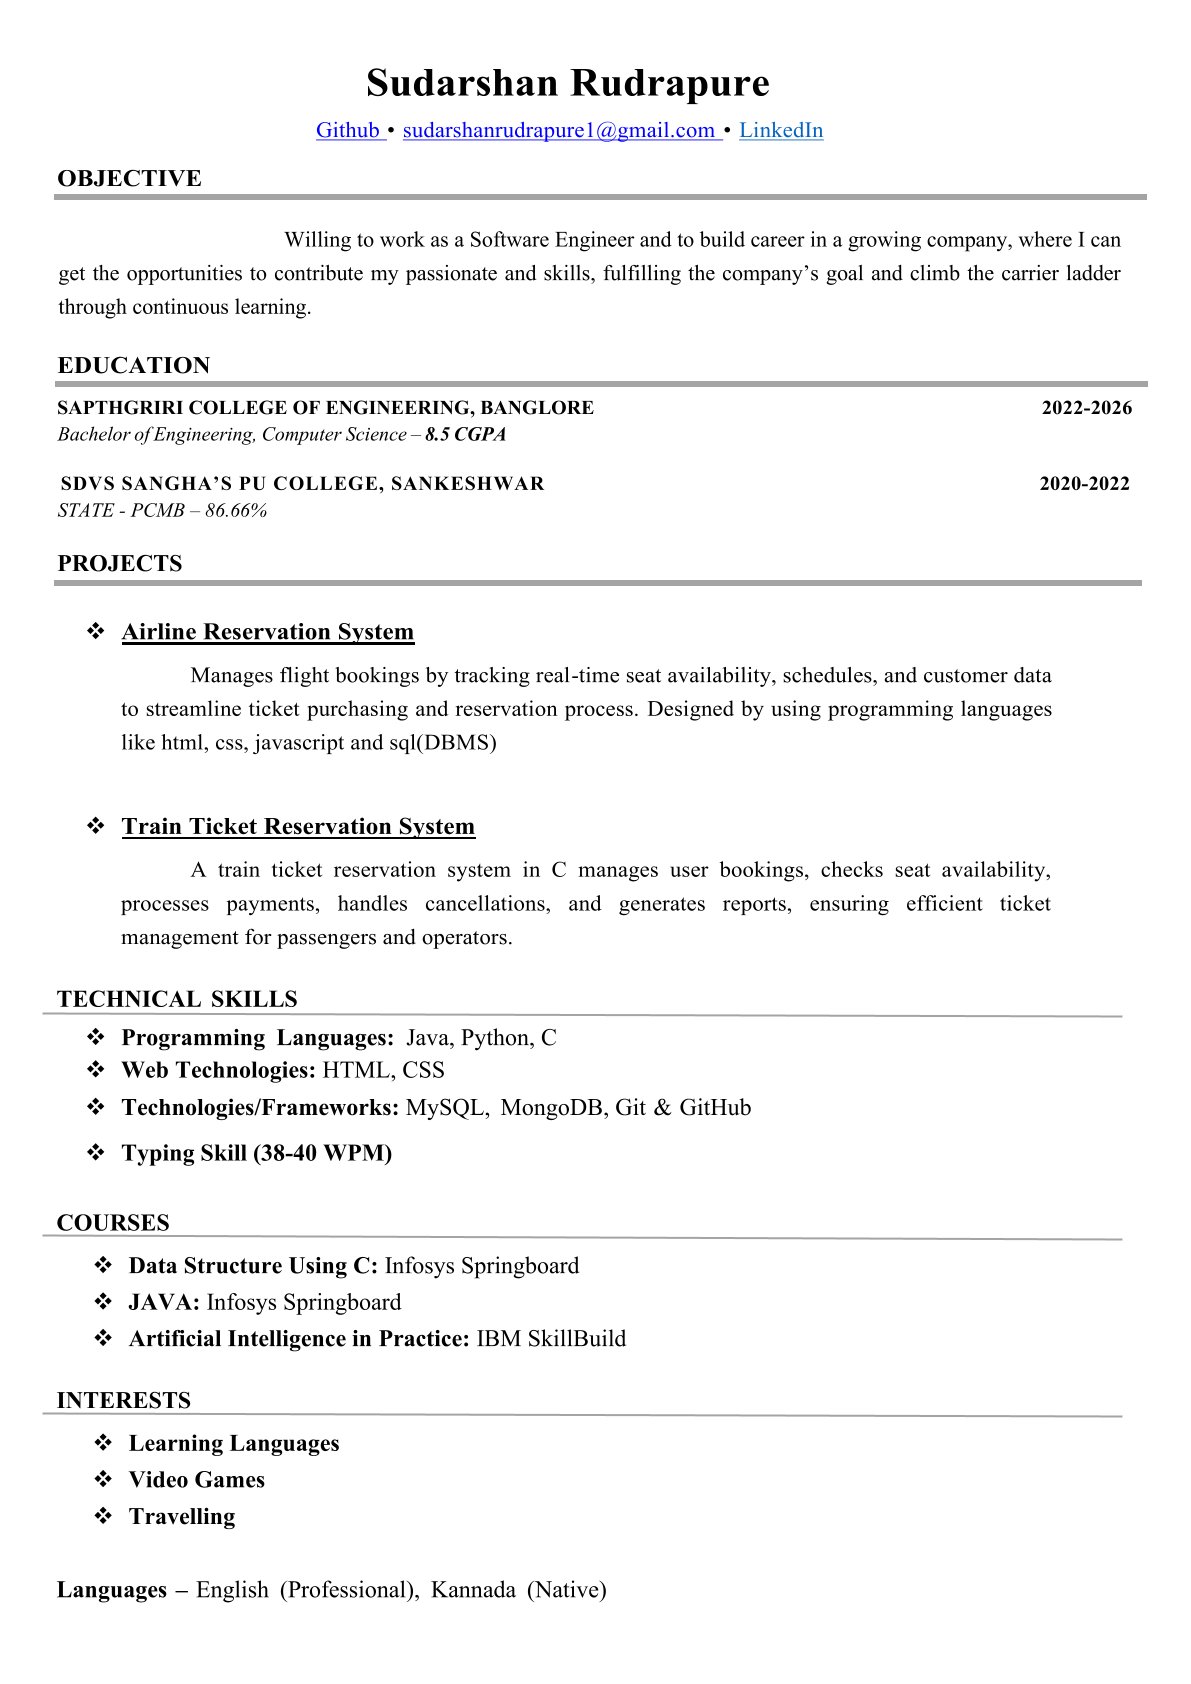 Sudarshan Rudrapure
Github • sudarshanrudrapure1@gmail.com • LinkedIn
OBJECTIVE
Willing to work as a Software Engineer and to build career in a growing company, where I can
get the opportunities to contribute my passionate and skills, fulfilling the company’s goal and climb the carrier ladder
through continuous learning.
EDUCATION
SAPTHGRIRI COLLEGE OF ENGINEERING, BANGLORE 2022-2026
Bachelor of Engineering, Computer Science – 8.5 CGPA
SDVS SANGHA’S PU COLLEGE, SANKESHWAR 2020-2022
STATE - PCMB – 86.66%
PROJECTS
❖ Airline Reservation System
Manages flight bookings by tracking real-time seat availability, schedules, and customer data
to streamline ticket purchasing and reservation process. Designed by using programming languages
like html, css, javascript and sql(DBMS)
❖ Train Ticket Reservation System
A train ticket reservation system in C manages user bookings, checks seat availability,
processes payments, handles cancellations, and generates reports, ensuring efficient ticket
management for passengers and operators.
TECHNICAL SKILLS
❖ Programming Languages: Java, Python, C
❖ Web Technologies: HTML, CSS
❖ Technologies/Frameworks: MySQL, MongoDB, Git & GitHub
❖ Typing Skill (38-40 WPM)
COURSES
❖ Data Structure Using C: Infosys Springboard
❖ JAVA: Infosys Springboard
❖ Artificial Intelligence in Practice: IBM SkillBuild
INTERESTS
❖ Learning Languages
❖ Video Games
❖ Travelling
Languages – English (Professional), Kannada (Native)